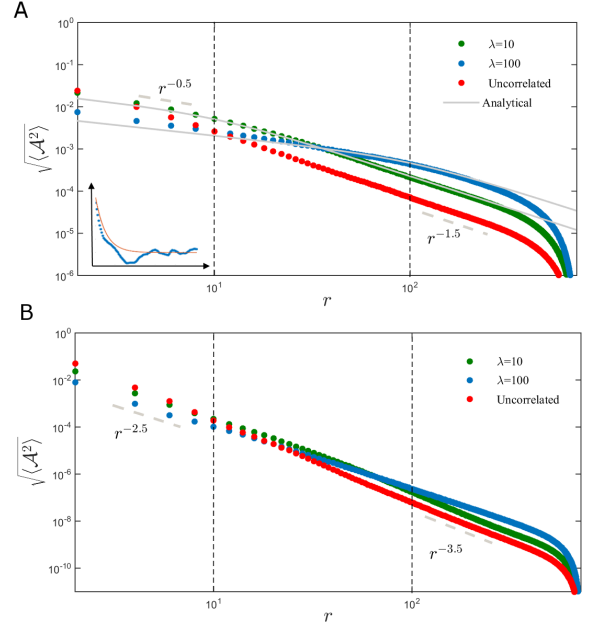 A
10^0
10^-1
10^-2
10^-3
10^-4
10^-5
10^-6
√⟨𝒜²⟩
r^-0.5
λ=10
λ=100
Uncorrelated
Analytical
r^-1.5
10^1
10^2
r
B
10^0
10^-2
10^-4
10^-6
10^-8
10^-10
√⟨𝒜²⟩
λ=10
λ=100
Uncorrelated
r^-2.5
r^-3.5
10^1
10^2
r